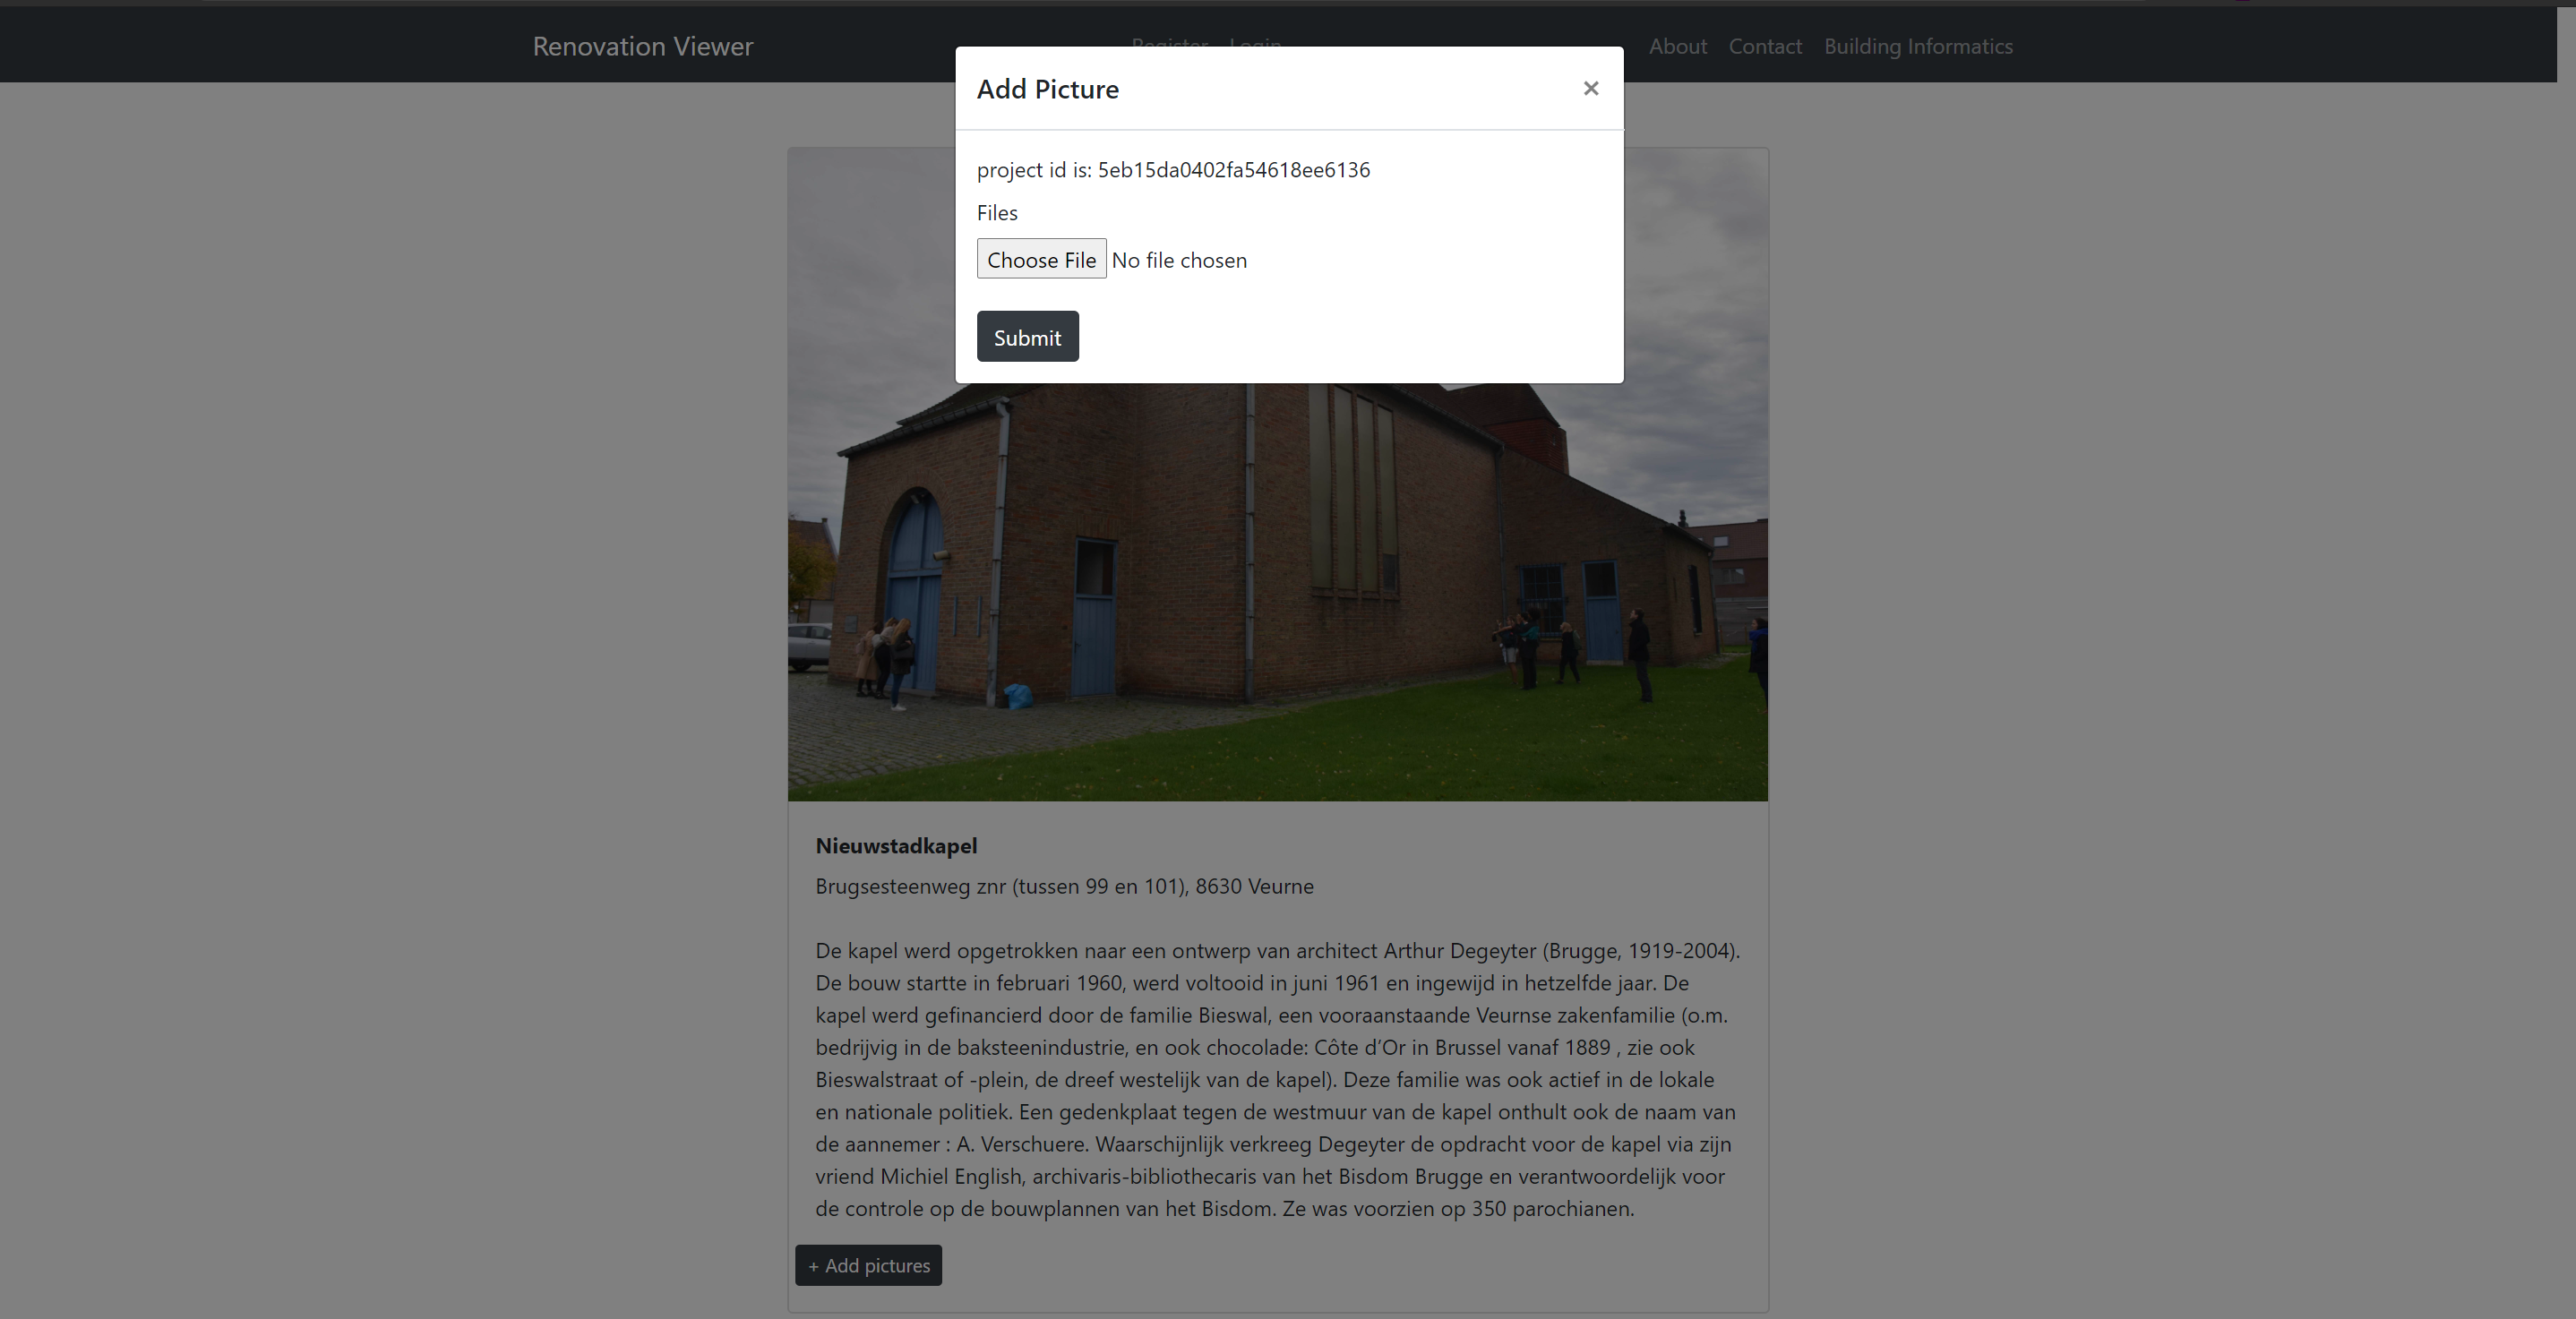 Renovation Viewer
Register Login
About Contact Building Informatics
Add Picture
×
project id is: 5eb15da0402fa54618ee6136
Files
Choose File No file chosen
Submit
Nieuwstadkapel
Brugsesteenweg znr (tussen 99 en 101), 8630 Veurne
De kapel werd opgetrokken naar een ontwerp van architect Arthur Degeyter (Brugge, 1919-2004).
De bouw startte in februari 1960, werd voltooid in juni 1961 en ingewijd in hetzelfde jaar. De
kapel werd gefinancierd door de familie Bieswal, een vooraanstaande Veurnse zakenfamilie (o.m.
bedrijvig in de baksteenindustrie, en ook chocolade: Côte d’Or in Brussel vanaf 1889 , zie ook
Bieswalstraat of -plein, de dreef westelijk van de kapel). Deze familie was ook actief in de lokale
en nationale politiek. Een gedenkplaat tegen de westmuur van de kapel onthult ook de naam van
de aannemer : A. Verschuere. Waarschijnlijk verkreeg Degeyter de opdracht voor de kapel via zijn
vriend Michiel English, archivaris-bibliothecaris van het Bisdom Brugge en verantwoordelijk voor
de controle op de bouwplannen van het Bisdom. Ze was voorzien op 350 parochianen.
+ Add pictures